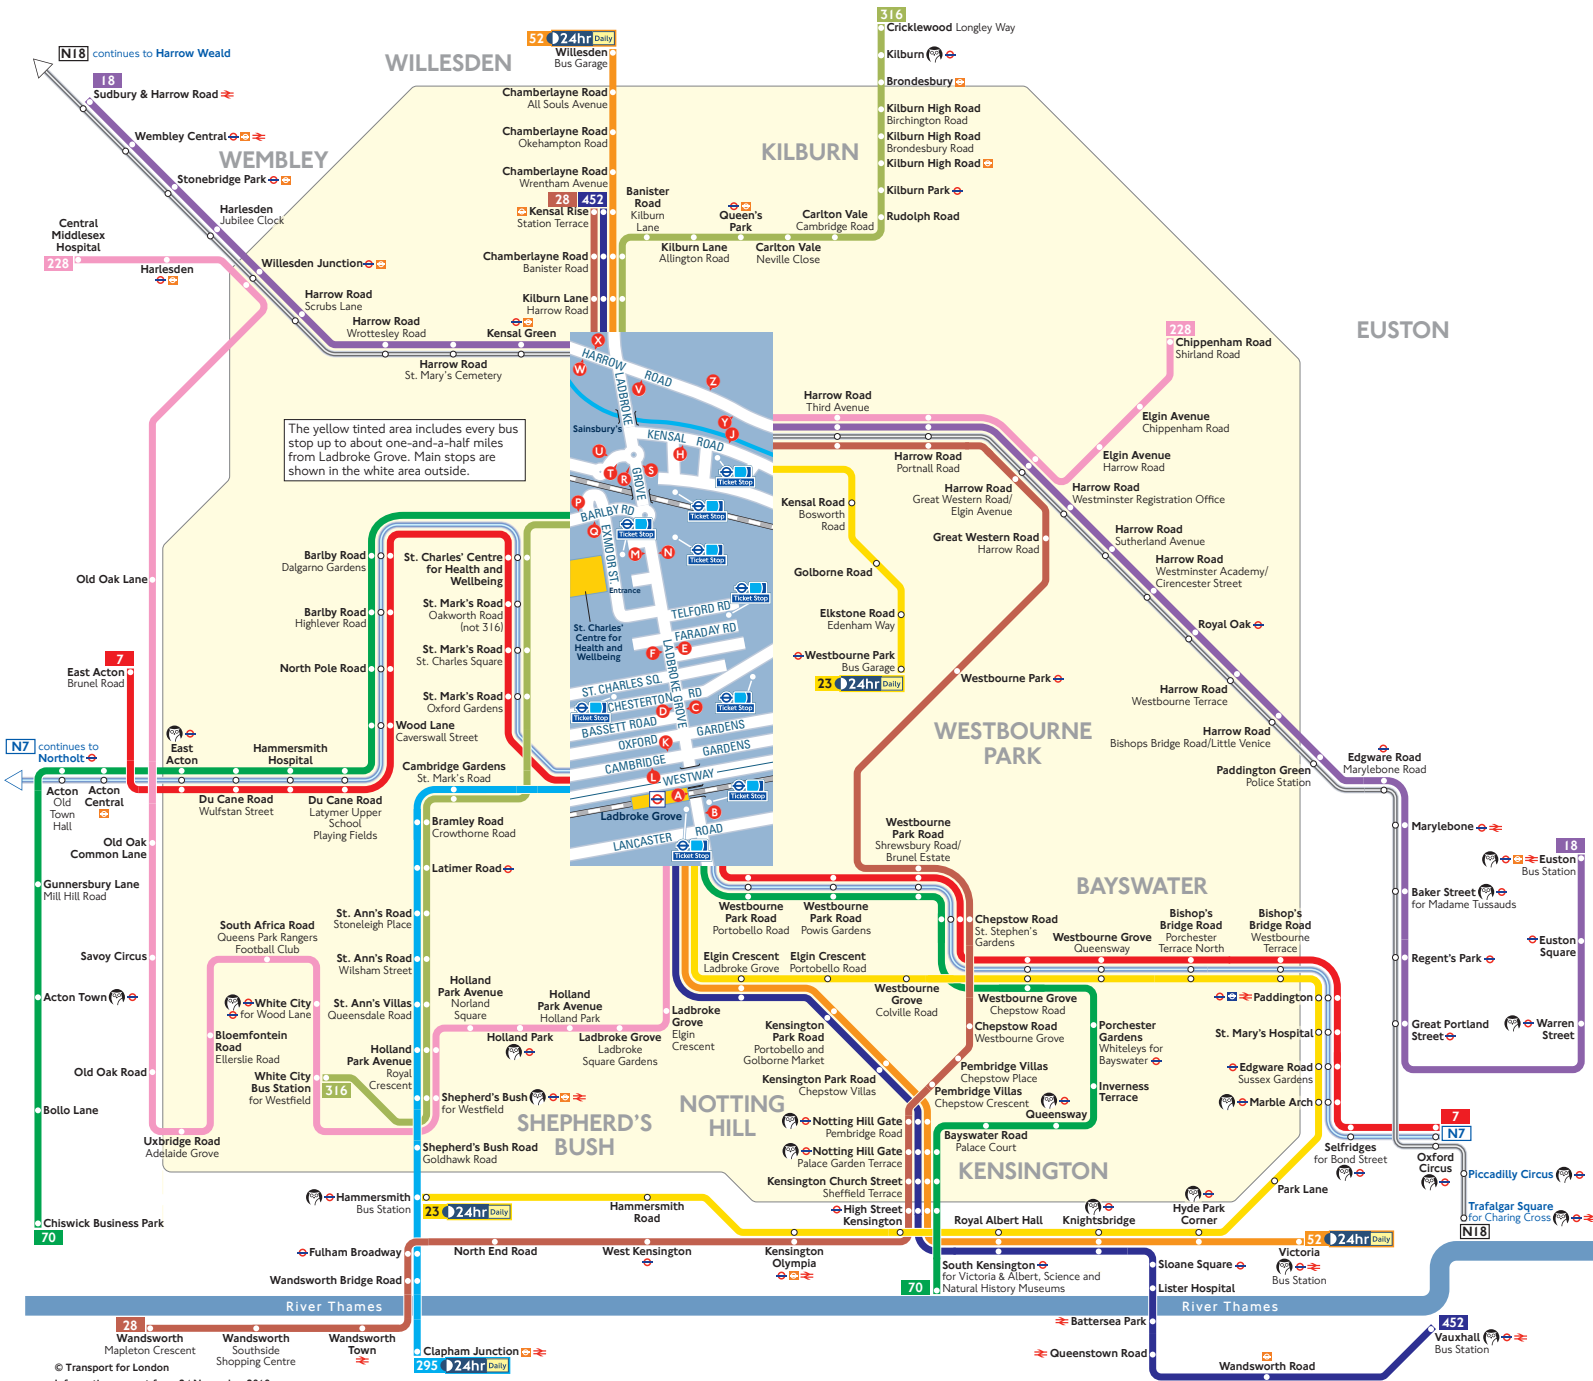 316
Cricklewood Longley Way
Kilburn
Brondesbury
Kilburn High Road
Birchington Road
Kilburn High Road
Brondesbury Road
Kilburn High Road
Kilburn Park
Rudolph Road
52 24hr Daily
Willesden
Bus Garage
Chamberlayne Road
All Souls Avenue
Chamberlayne Road
Okehampton Road
Chamberlayne Road
Wrentham Avenue
28 452
Kensal Rise
Station Terrace
Chamberlayne Road
Banister Road
Kilburn Lane
Harrow Road
Banister
Road
Kilburn
Lane
Kilburn Lane
Allington Road
Queen's
Park
Carlton Vale
Neville Close
Carlton Vale
Cambridge Road
WILLESDEN
KILBURN
WEMBLEY
EUSTON
N18 continues to Harrow Weald
18
Sudbury & Harrow Road
Wembley Central
Stonebridge Park
Harlesden
Jubilee Clock
Willesden Junction
Harrow Road
Scrubs Lane
Harrow Road
Wrottesley Road
Harrow Road
St. Mary's Cemetery
Kensal Green
Central
Middlesex
Hospital
228
Harlesden
The yellow tinted area includes every bus
stop up to about one-and-a-half miles
from Ladbroke Grove. Main stops are
shown in the white area outside.
X
W
V
Z
Y
J
H
U
T
R
S
P
Q
M
N
F
E
D
C
K
L
A
B
HARROW ROAD
LADBROKE
GROVE
Sainsbury's
KENSAL ROAD
BARLBY RD
EXMOOR ST.
Entrance
St. Charles'
Centre for
Health and
Wellbeing
TELFORD RD
FARADAY RD
LADBROKE GROVE
ST. CHARLES SQ.
CHESTERTON RD
BASSETT ROAD
OXFORD GARDENS
CAMBRIDGE GARDENS
WESTWAY
Ladbroke Grove
LANCASTER ROAD
Ticket Stop
Ticket Stop
Ticket Stop
Ticket Stop
Ticket Stop
Ticket Stop
Ticket Stop
Ticket Stop
Ticket Stop
228
Chippenham Road
Shirland Road
Elgin Avenue
Chippenham Road
Elgin Avenue
Harrow Road
Harrow Road
Third Avenue
Harrow Road
Portnall Road
Harrow Road
Great Western Road/
Elgin Avenue
Great Western Road
Harrow Road
Harrow Road
Westminster Registration Office
Harrow Road
Sutherland Avenue
Harrow Road
Westminster Academy/
Cirencester Street
Royal Oak
Harrow Road
Westbourne Terrace
Harrow Road
Bishops Bridge Road/Little Venice
Paddington Green
Police Station
Edgware Road
Marylebone Road
Marylebone
Baker Street
for Madame Tussauds
Regent's Park
Great Portland
Street
18
Euston
Bus Station
Euston
Square
Warren
Street
Kensal Road
Bosworth
Road
Golborne Road
Elkstone Road
Edenham Way
Westbourne Park
Bus Garage
23 24hr Daily
Westbourne Park
WESTBOURNE
PARK
BAYSWATER
Westbourne
Park Road
Shrewsbury Road/
Brunel Estate
Westbourne
Park Road
Portobello Road
Westbourne
Park Road
Powis Gardens
Chepstow Road
St. Stephen's
Gardens
Westbourne Grove
Queensway
Bishop's
Bridge Road
Porchester
Terrace North
Bishop's
Bridge Road
Westbourne
Terrace
Elgin Crescent
Ladbroke Grove
Elgin Crescent
Portobello Road
Westbourne
Grove
Colville Road
Westbourne Grove
Chepstow Road
Chepstow Road
Westbourne Grove
Porchester
Gardens
Whiteleys for
Bayswater
Inverness
Terrace
Queensway
Bayswater Road
Palace Court
Paddington
St. Mary's Hospital
Edgware Road
Sussex Gardens
Marble Arch
7
N7
Selfridges
for Bond Street
Oxford
Circus
Piccadilly Circus
Trafalgar Square
for Charing Cross
N18
Park Lane
Hyde Park
Corner
Knightsbridge
Royal Albert Hall
52 24hr Daily
Victoria
Bus Station
Kensington
Park Road
Portobello and
Golborne Market
Kensington Park Road
Chepstow Villas
Pembridge Villas
Chepstow Place
Pembridge Villas
Chepstow Crescent
Notting Hill Gate
Pembridge Road
Notting Hill Gate
Palace Garden Terrace
Kensington Church Street
Sheffield Terrace
High Street
Kensington
NOTTING
HILL
KENSINGTON
SHEPHERD'S
BUSH
70
South Kensington
for Victoria & Albert, Science and
Natural History Museums
Sloane Square
Lister Hospital
River Thames
Battersea Park
Queenstown Road
Wandsworth Road
452
Vauxhall
Bus Station
Barlby Road
Dalgarno Gardens
Barlby Road
Highlever Road
North Pole Road
Wood Lane
Caverswall Street
St. Charles' Centre
for Health and
Wellbeing
St. Mark's Road
Oakworth Road
(not 316)
St. Mark's Road
St. Charles Square
St. Mark's Road
Oxford Gardens
Cambridge Gardens
St. Mark's Road
Bramley Road
Crowthorne Road
Latimer Road
St. Ann's Road
Stoneleigh Place
St. Ann's Road
Wilsham Street
St. Ann's Villas
Queensdale Road
Holland
Park Avenue
Royal
Crescent
Holland
Park Avenue
Norland
Square
Holland Park
Holland
Park Avenue
Holland Park
Ladbroke Grove
Ladbroke
Square Gardens
Ladbroke
Grove
Elgin
Crescent
Shepherd's Bush
for Westfield
Shepherd's Bush Road
Goldhawk Road
Old Oak Lane
7
East Acton
Brunel Road
N7 continues to
Northolt
East
Acton
Hammersmith
Hospital
Acton
Old
Town
Hall
Acton
Central
Du Cane Road
Wulfstan Street
Du Cane Road
Latymer Upper
School
Playing Fields
Old Oak
Common Lane
Gunnersbury Lane
Mill Hill Road
Savoy Circus
Acton Town
Old Oak Road
Bollo Lane
Chiswick Business Park
70
South Africa Road
Queens Park Rangers
Football Club
White City
for Wood Lane
Bloemfontein
Road
Ellerslie Road
White City
Bus Station
for Westfield
316
Uxbridge Road
Adelaide Grove
Hammersmith
Bus Station
23 24hr Daily
Hammersmith
Road
Fulham Broadway
North End Road
West Kensington
Kensington
Olympia
Wandsworth Bridge Road
River Thames
28
Wandsworth
Mapleton Crescent
Wandsworth
Southside
Shopping Centre
Wandsworth
Town
Clapham Junction
295 24hr Daily
© Transport for London